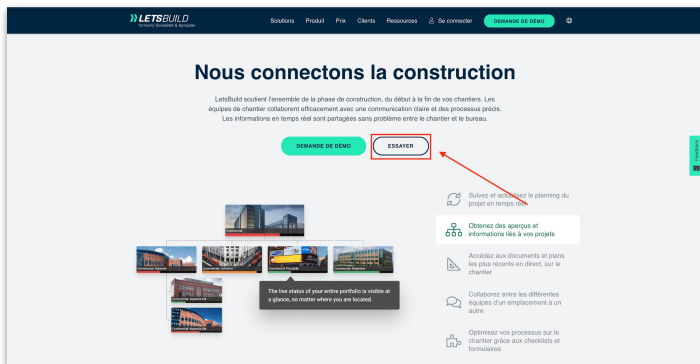 LETSBUILD
formerly Geniebelt & Aproplan
Solutions Produit Prix Clients Ressources Se connecter DEMANDE DE DÉMO
Nous connectons la construction
LetsBuild soutient l'ensemble de la phase de construction, du début à la fin de vos chantiers. Les
équipes de chantier collaborent efficacement avec une communication claire et des processus précis.
Les informations en temps réel sont partagées sans problème entre le chantier et le bureau.
DEMANDE DE DÉMO ESSAYER
Feedback
Suivez et actualisez le planning du
projet en temps réel
Obtenez des aperçus et
informations liés à vos projets
Accédez aux documents et plans
les plus récents en direct, sur le
chantier
Collaborez entre les différentes
équipes d'un emplacement à un
autre
Optimisez vos processus sur le
chantier grâce aux checklists et
formulaires
The live status of your entire portfolio is visible at
a glance, no matter where you are located.